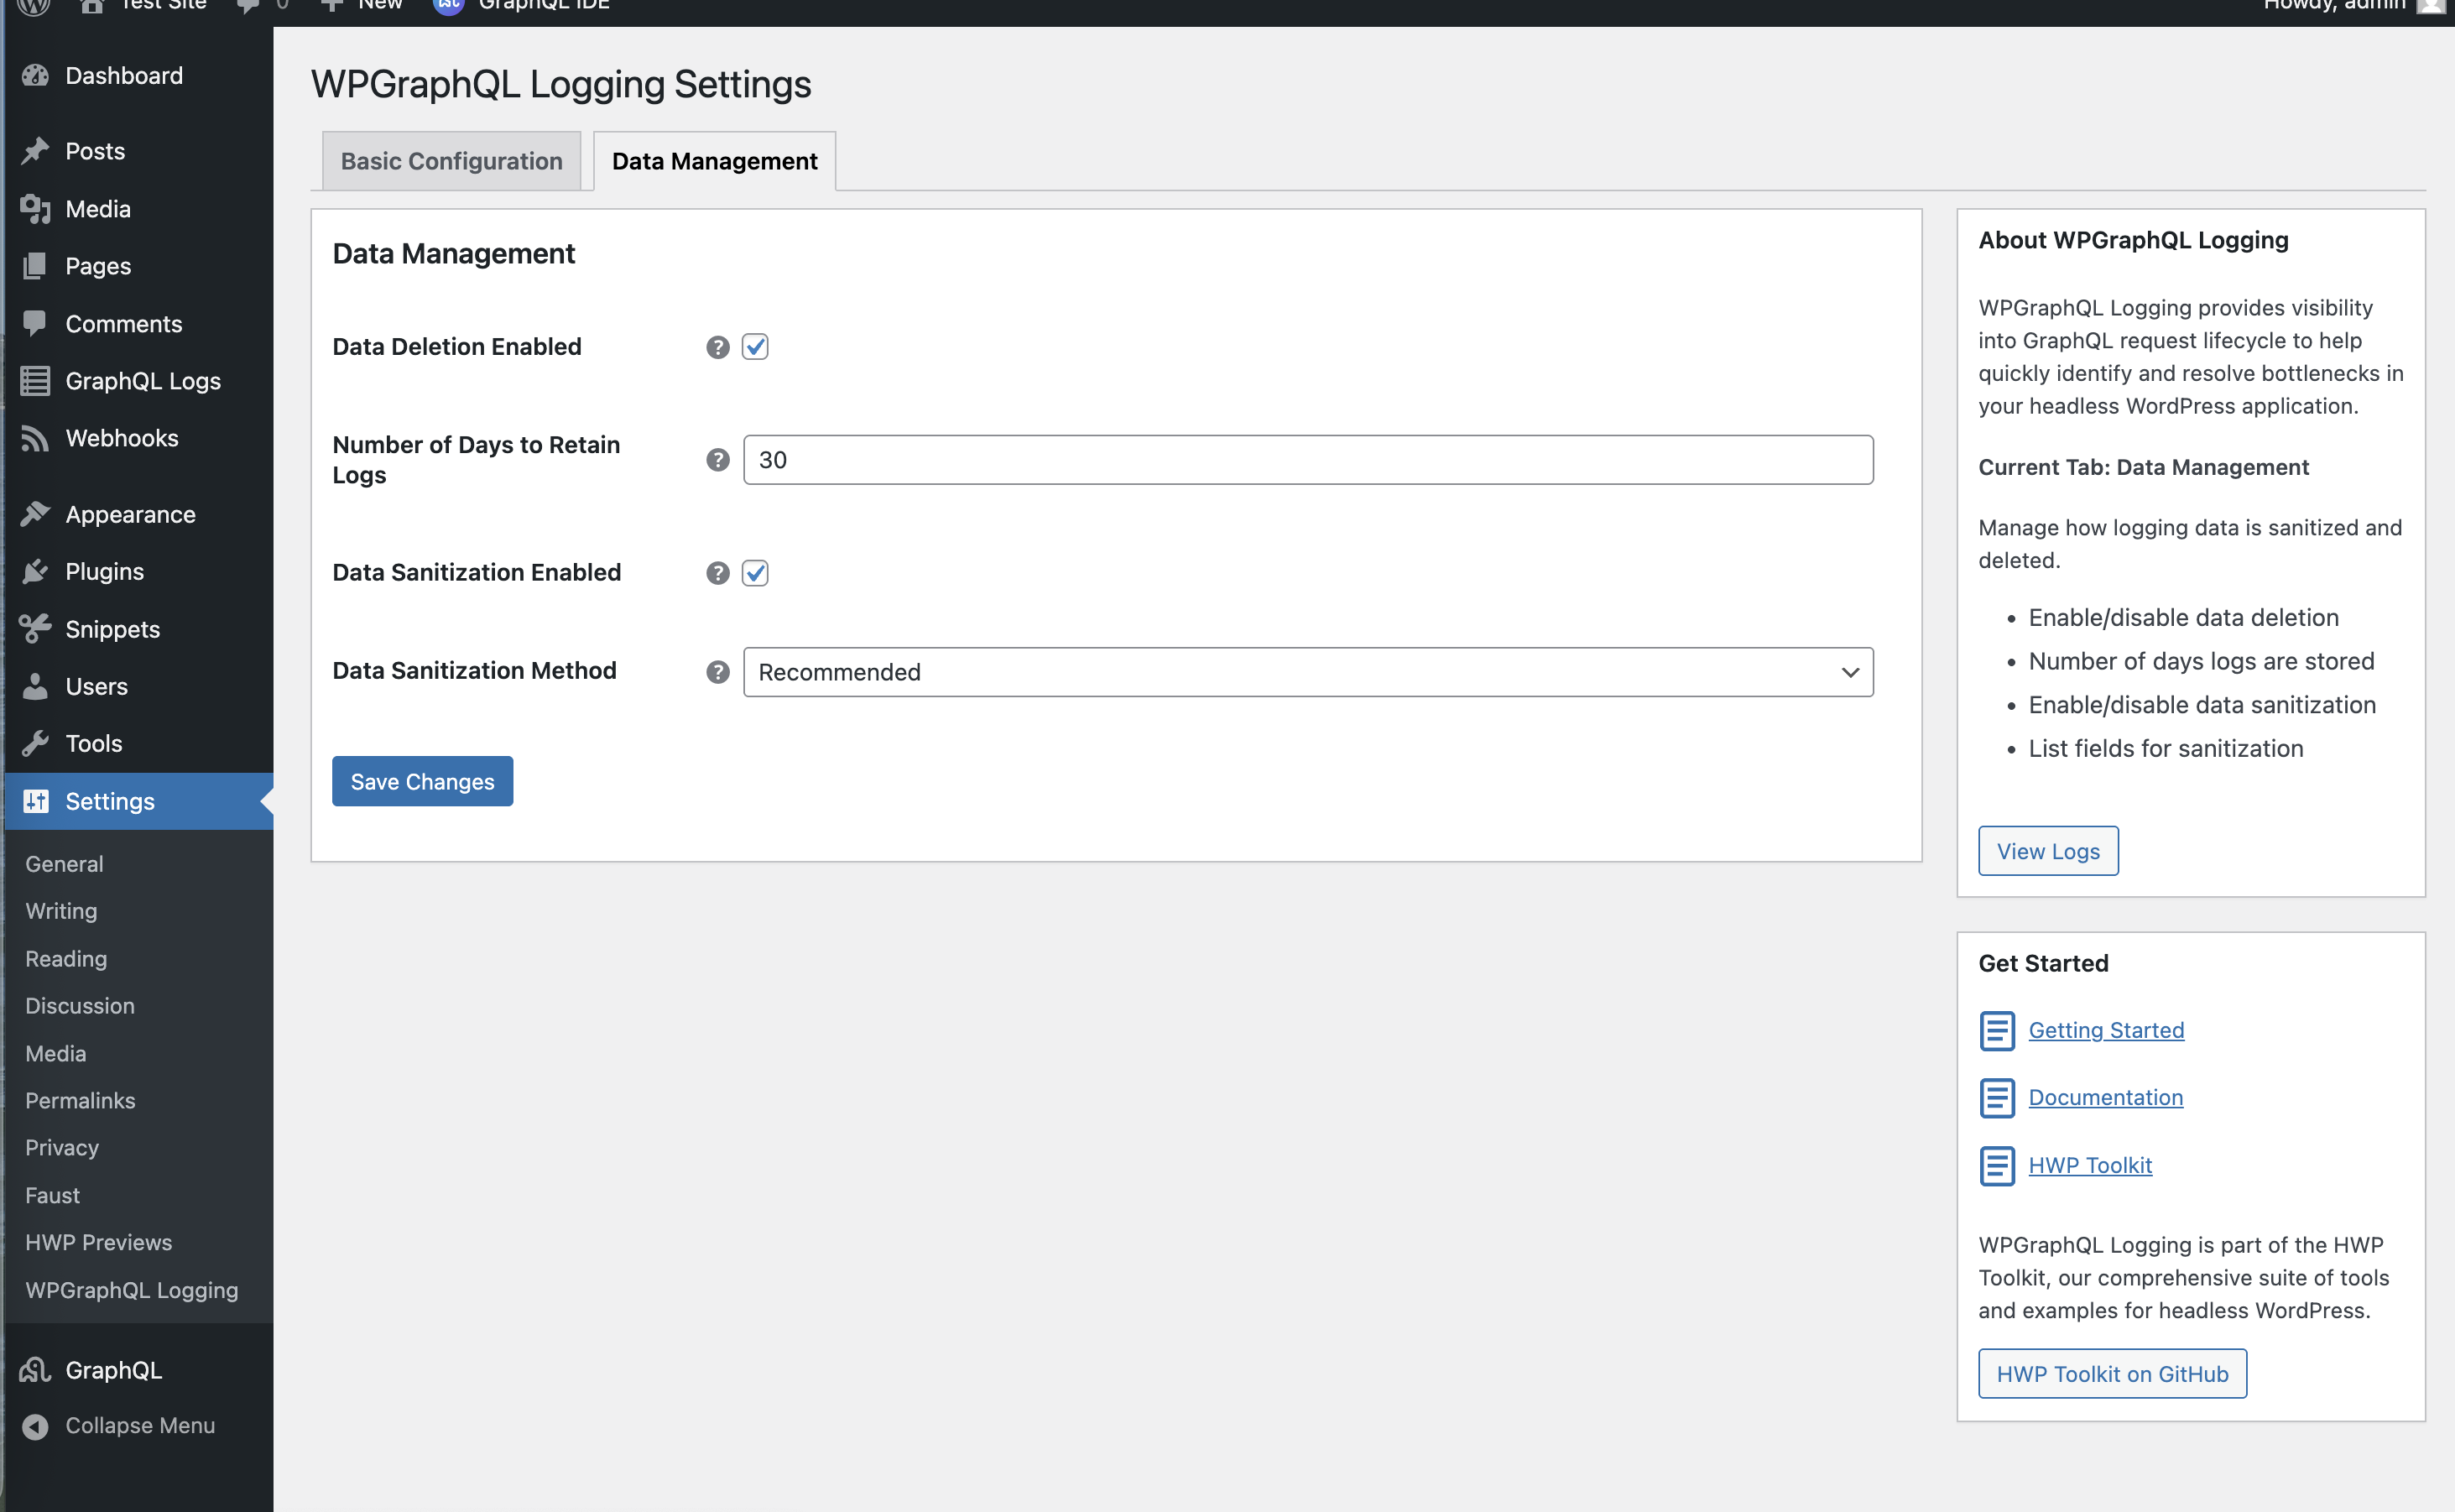 Test Site
0
New
GraphQL IDE
Howdy, admin
Dashboard
Posts
Media
Pages
Comments
GraphQL Logs
Webhooks
Appearance
Plugins
Snippets
Users
Tools
Settings
General
Writing
Reading
Discussion
Media
Permalinks
Privacy
Faust
HWP Previews
WPGraphQL Logging
GraphQL
Collapse Menu
WPGraphQL Logging Settings
Basic Configuration
Data Management
Data Management
Data Deletion Enabled
Number of Days to Retain
Logs
30
Data Sanitization Enabled
Data Sanitization Method
Recommended
Save Changes
About WPGraphQL Logging
WPGraphQL Logging provides visibility
into GraphQL request lifecycle to help
quickly identify and resolve bottlenecks in
your headless WordPress application.
Current Tab: Data Management
Manage how logging data is sanitized and
deleted.
• Enable/disable data deletion
• Number of days logs are stored
• Enable/disable data sanitization
• List fields for sanitization
View Logs
Get Started
Getting Started
Documentation
HWP Toolkit
WPGraphQL Logging is part of the HWP
Toolkit, our comprehensive suite of tools
and examples for headless WordPress.
HWP Toolkit on GitHub